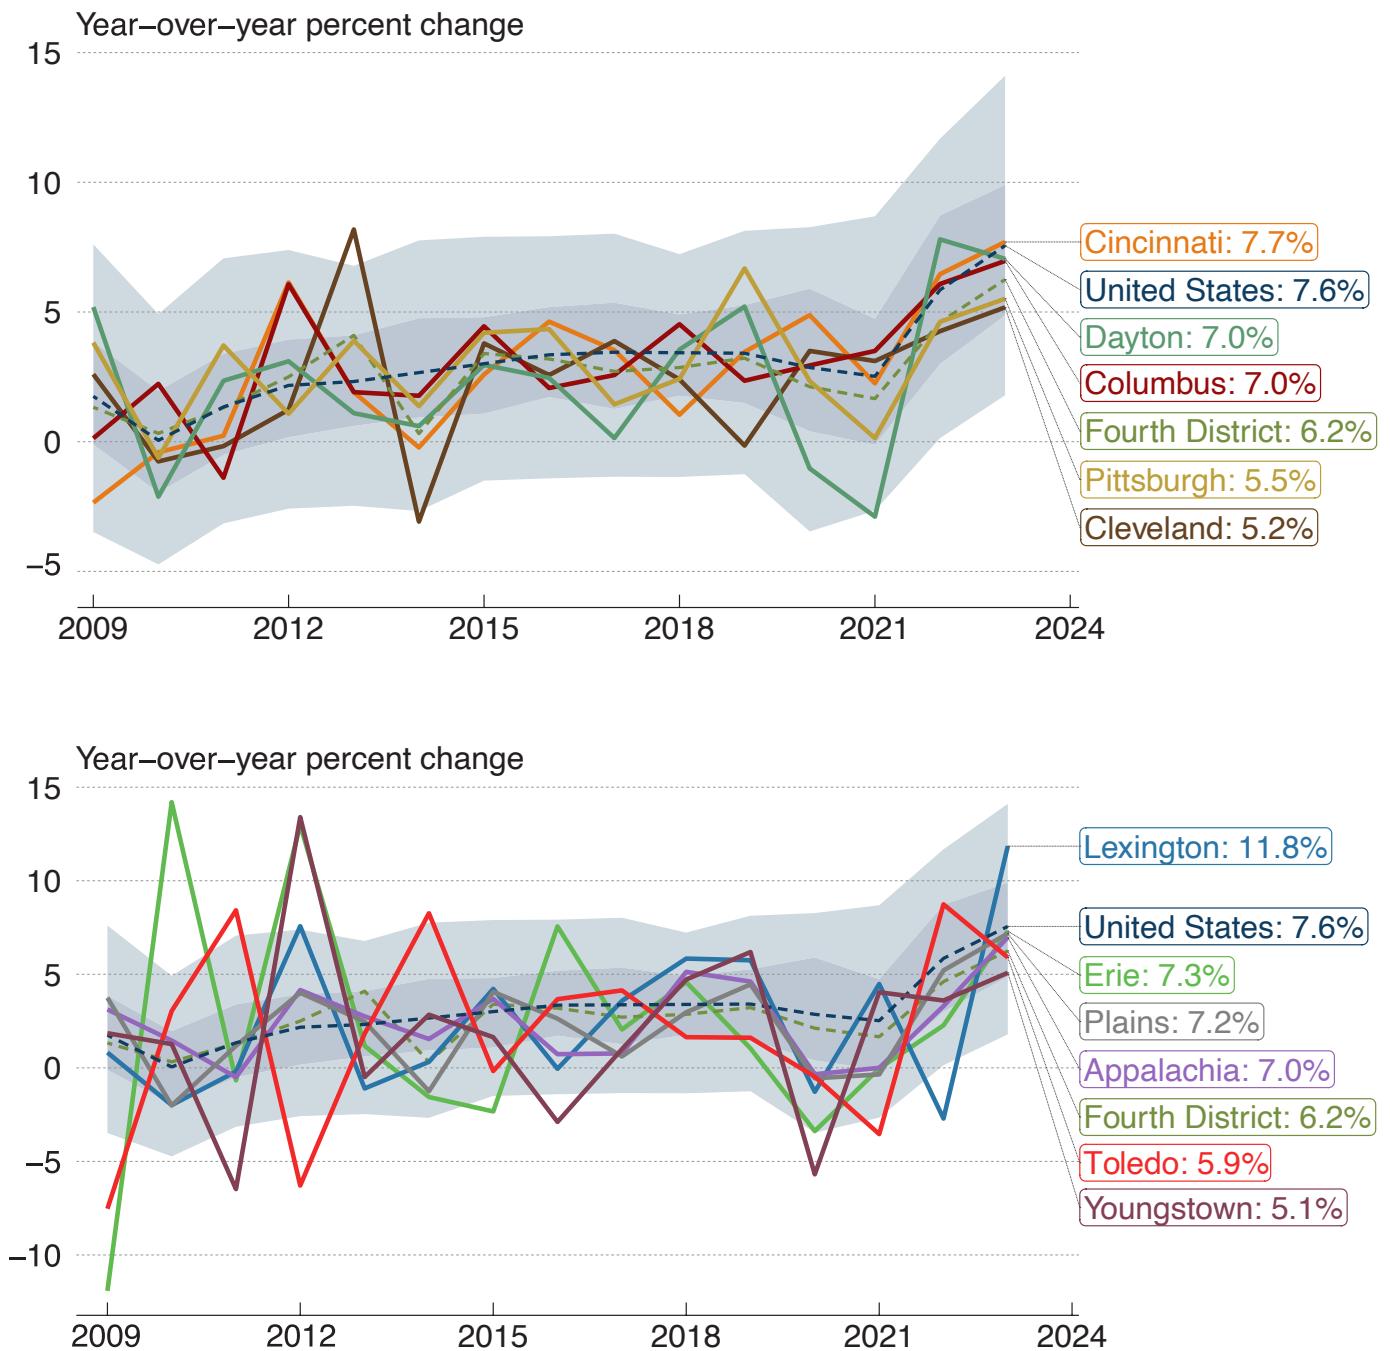 Year–over–year percent change
15
10
5
0
−5
2009 2012 2015 2018 2021 2024
Cincinnati: 7.7%
United States: 7.6%
Dayton: 7.0%
Columbus: 7.0%
Fourth District: 6.2%
Pittsburgh: 5.5%
Cleveland: 5.2%
Year–over–year percent change
15
10
5
0
−5
−10
2009 2012 2015 2018 2021 2024
Lexington: 11.8%
United States: 7.6%
Erie: 7.3%
Plains: 7.2%
Appalachia: 7.0%
Fourth District: 6.2%
Toledo: 5.9%
Youngstown: 5.1%